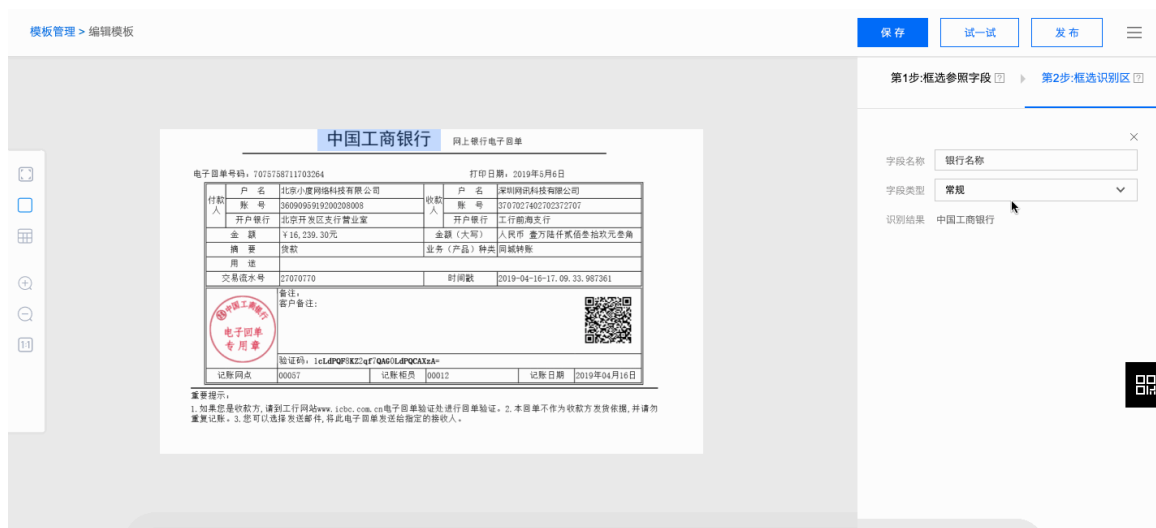 模板管理 > 编辑模板
保存 试一试 发布
第1步:框选参照字段 ? 第2步:框选识别区 ?
中国工商银行 网上银行电子回单
电子回单号码: 7075758711703264 打印日期: 2019年5月6日
付款人 户 名 北京小度网络科技有限公司 收款人 户 名 深圳网讯科技有限公司
账 号 3609095919200208008 账 号 3707027402702372707
开户银行 北京开发区支行营业室 开户银行 工行前海支行
金 额 ¥16,239.30元 金额(大写) 人民币 壹万陆仟贰佰叁拾玖元叁角
摘 要 货款 业务(产品)种类 同城转账
用 途
交易流水号 27070770 时间戳 2019-04-16-17.09.33.987361
备注:
客户备注:
中国工商银行
电子回单
专用章
验证码: 1cLdPQF8KZ2qf7QAGOLdPQCAXzA=
记账网点 00057 记账柜员 00012 记账日期 2019年04月16日
重要提示:
1.如果您是收款方,请到工行网站www.icbc.com.cn电子回单验证处进行回单验证。2.本回单不作为收款方发货依据,并请勿
重复记账。3.您可以选择发送邮件,将此电子回单发送给指定的接收人。
字段名称 银行名称
字段类型 常规
识别结果 中国工商银行
1:1